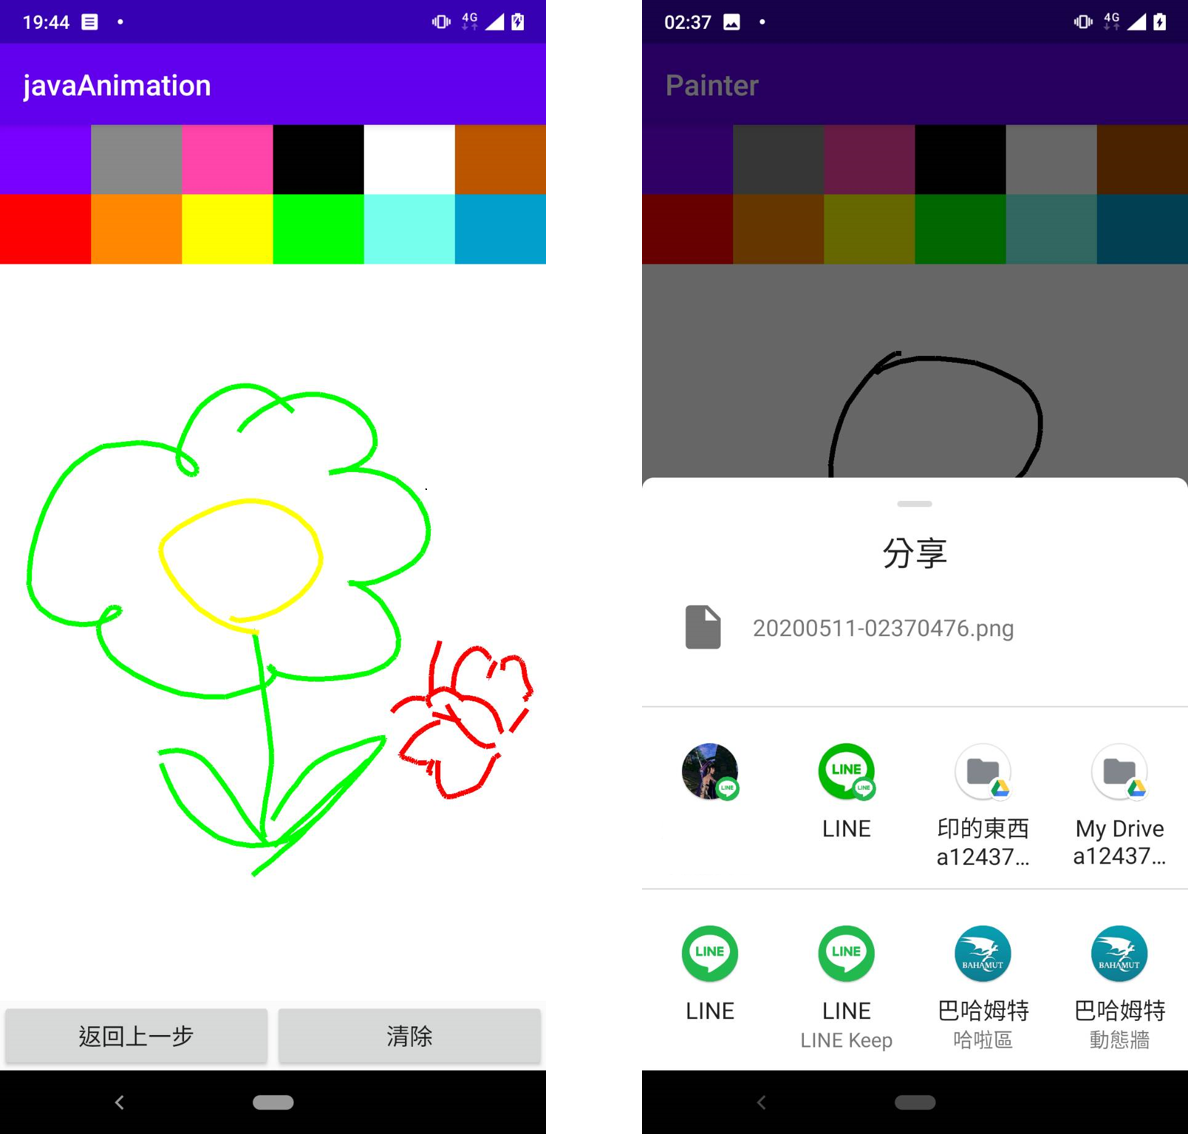 19:44
4G
javaAnimation
返回上一步
清除
02:37
4G
Painter
分享
20200511-02370476.png
LINE
LINE
印的東西
a12437...
My Drive
a12437...
LINE
LINE
BAHAMUT
BAHAMUT
LINE
LINE
LINE Keep
巴哈姆特
哈啦區
巴哈姆特
動態牆